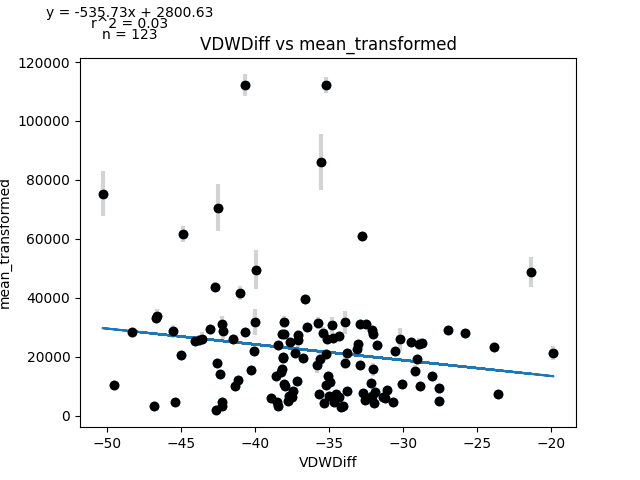 y = -535.73x + 2800.63
r^2 = 0.03
n = 123
VDWDiff vs mean_transformed
120000
100000
80000
60000
40000
20000
0
mean_transformed
−50
−45
−40
−35
−30
−25
−20
VDWDiff